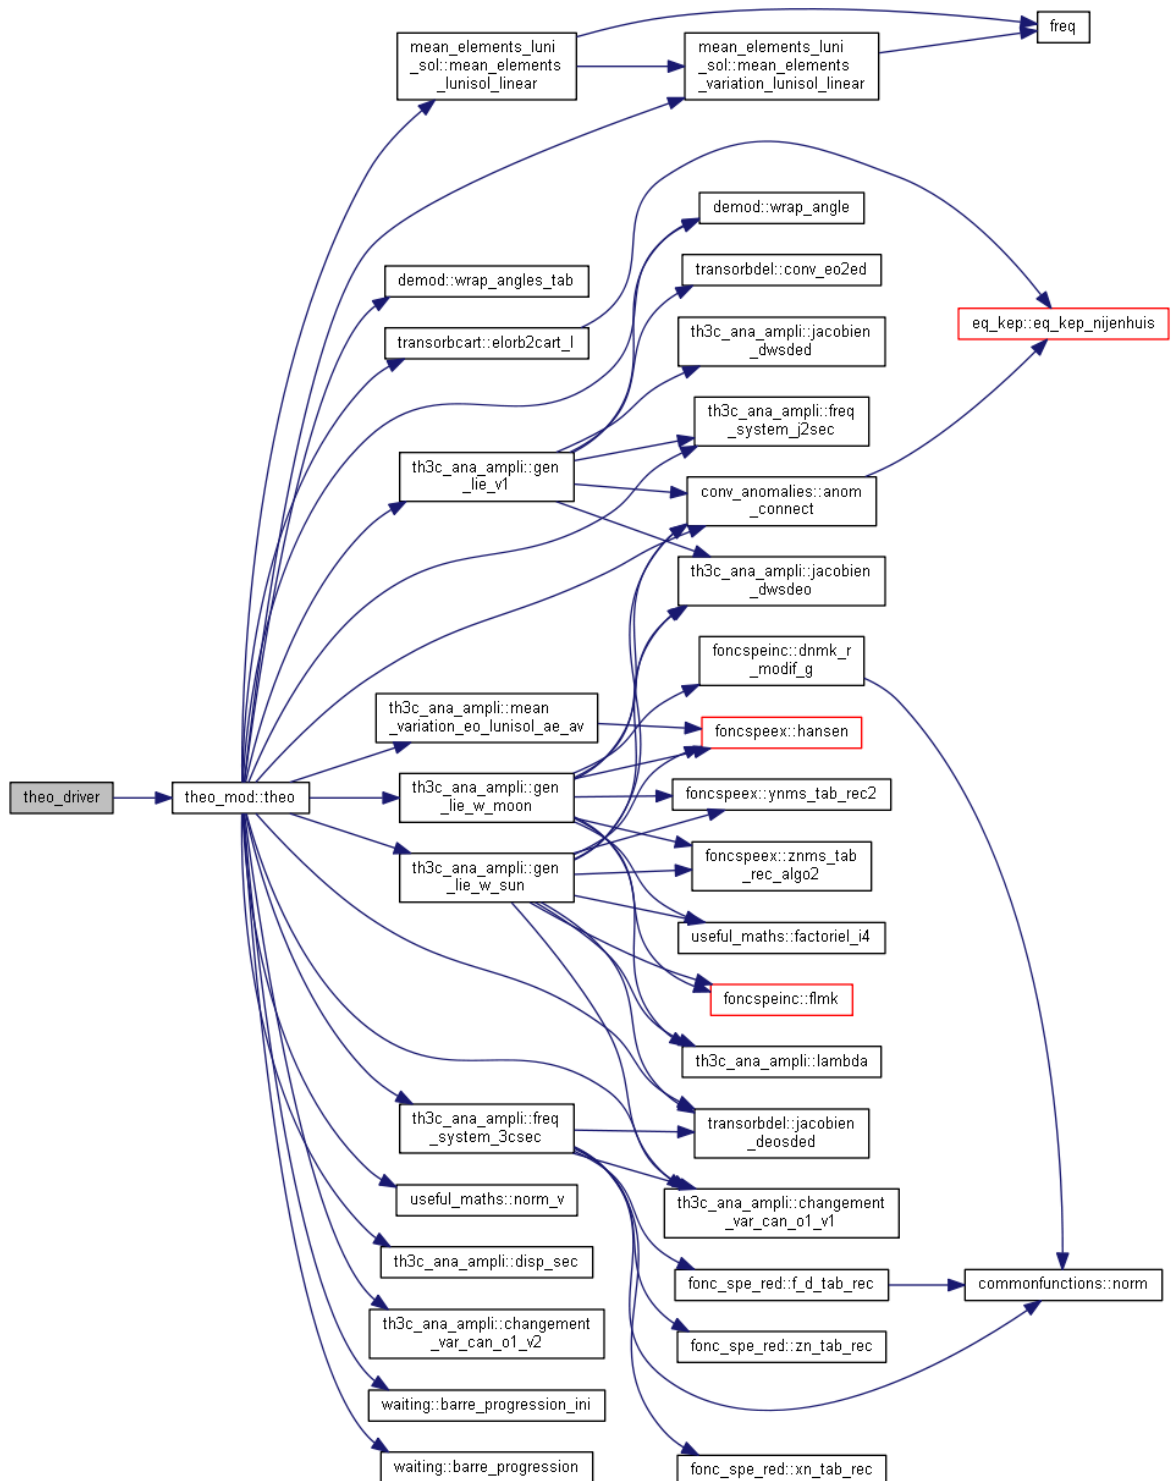 freq
mean_elements_luni
_sol::mean_elements
_lunisol_linear
mean_elements_luni
_sol::mean_elements
_variation_lunisol_linear
demod::wrap_angle
transorbdel::conv_eo2ed
demod::wrap_angles_tab
eq_kep::eq_kep_nijenhuis
transorbcart::elorb2cart_l
th3c_ana_ampli::jacobien
_dwsded
th3c_ana_ampli::freq
_system_j2sec
th3c_ana_ampli::gen
_lie_v1
conv_anomalies::anom
_connect
th3c_ana_ampli::jacobien
_dwsdeo
foncspeinc::dnmk_r
_modif_g
th3c_ana_ampli::mean
_variation_eo_lunisol_ae_av
foncspeex::hansen
theo_driver
theo_mod::theo
th3c_ana_ampli::gen
_lie_w_moon
foncspeex::ynms_tab_rec2
th3c_ana_ampli::gen
_lie_w_sun
foncspeex::znms_tab
_rec_algo2
useful_maths::factoriel_i4
foncspeinc::flmk
th3c_ana_ampli::lambda
th3c_ana_ampli::freq
_system_3csec
transorbdel::jacobien
_deosded
useful_maths::norm_v
th3c_ana_ampli::changement
_var_can_o1_v1
th3c_ana_ampli::disp_sec
fonc_spe_red::f_d_tab_rec
commonfunctions::norm
th3c_ana_ampli::changement
_var_can_o1_v2
fonc_spe_red::zn_tab_rec
waiting::barre_progression_ini
waiting::barre_progression
fonc_spe_red::xn_tab_rec